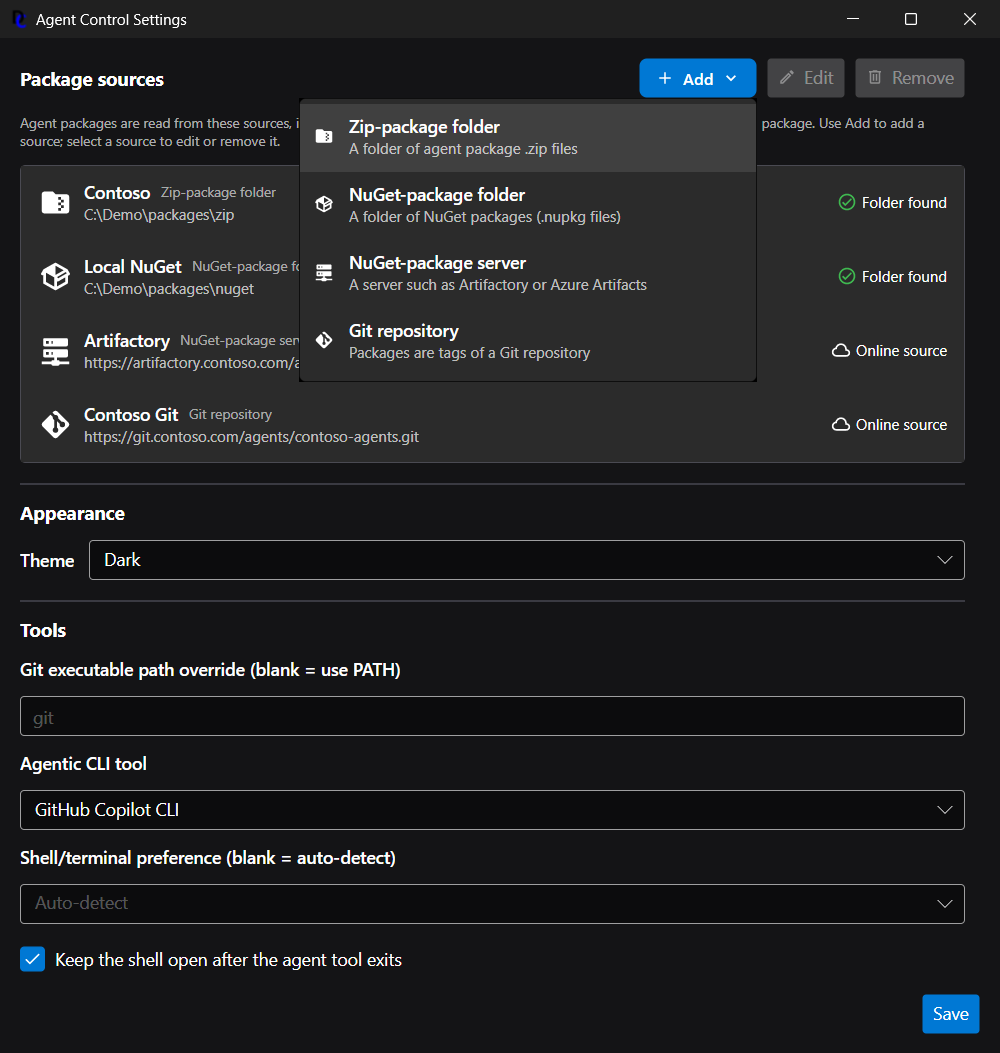 Agent Control Settings
Package sources
Add
Edit
Remove
Agent packages are read from these sources,
package. Use Add to add a
source; select a source to edit or remove it.
Zip-package folder
A folder of agent package .zip files
NuGet-package folder
A folder of NuGet packages (.nupkg files)
NuGet-package server
A server such as Artifactory or Azure Artifacts
Git repository
Packages are tags of a Git repository
Contoso Zip-package folder
C:\Demo\packages\zip
Folder found
Local NuGet NuGet-package
C:\Demo\packages\nuget
Folder found
Artifactory NuGet-package
https://artifactory.contoso.com/
Online source
Contoso Git Git repository
https://git.contoso.com/agents/contoso-agents.git
Online source
Appearance
Theme
Dark
Tools
Git executable path override (blank = use PATH)
git
Agentic CLI tool
GitHub Copilot CLI
Shell/terminal preference (blank = auto-detect)
Auto-detect
Keep the shell open after the agent tool exits
Save